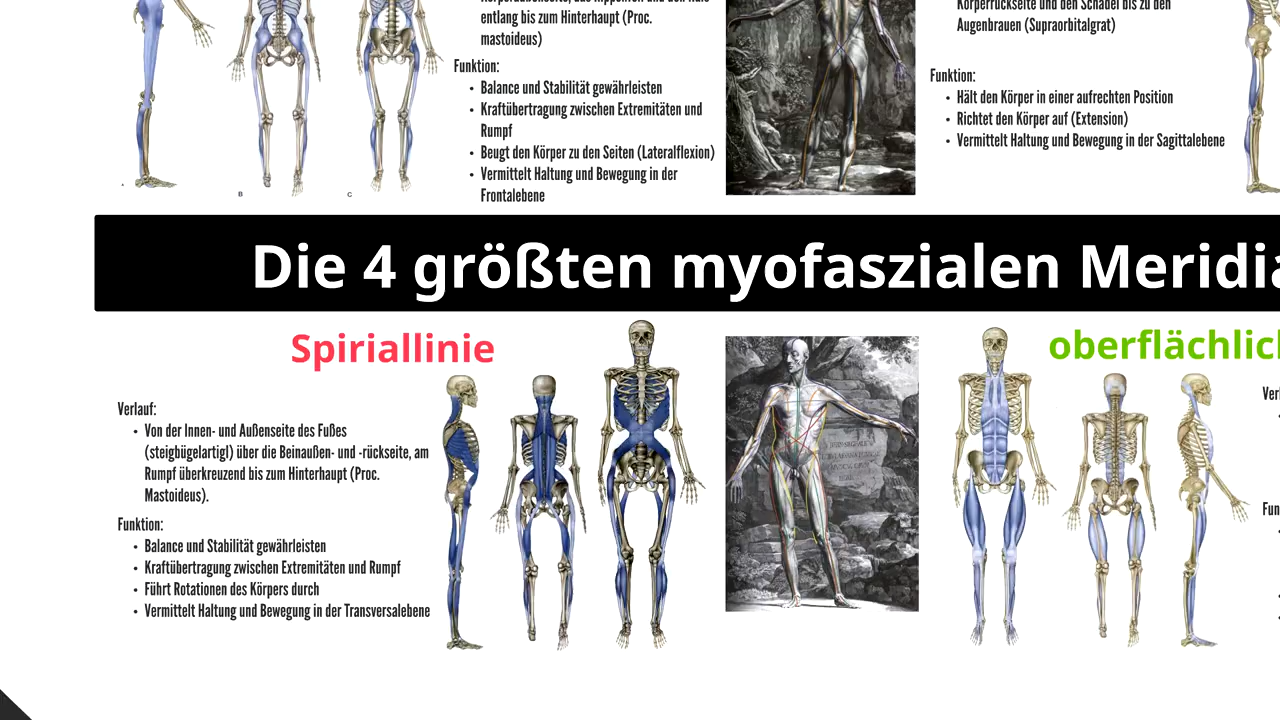 entlang bis zum Hinterhaupt (Proc.
mastoideus)
Funktion:
• Balance und Stabilität gewährleisten
• Kraftübertragung zwischen Extremitäten und
Rumpf
• Beugt den Körper zu den Seiten (Lateralflexion)
• Vermittelt Haltung und Bewegung in der
Frontalebene
A
B
C
Körperrückseite und den Schädel bis zu den
Augenbrauen (Supraorbitalgrat)
Funktion:
• Hält den Körper in einer aufrechten Position
• Richtet den Körper auf (Extension)
• Vermittelt Haltung und Bewegung in der Sagittalebene
Die 4 größten myofaszialen Meridia
Spiriallinie
Verlauf:
• Von der Innen- und Außenseite des Fußes
(steigbügelartigl) über die Beinaußen- und -rückseite, am
Rumpf überkreuzend bis zum Hinterhaupt (Proc.
Mastoideus).
Funktion:
• Balance und Stabilität gewährleisten
• Kraftübertragung zwischen Extremitäten und Rumpf
• Führt Rotationen des Körpers durch
• Vermittelt Haltung und Bewegung in der Transversalebene
oberflächlich
Verl
Fun